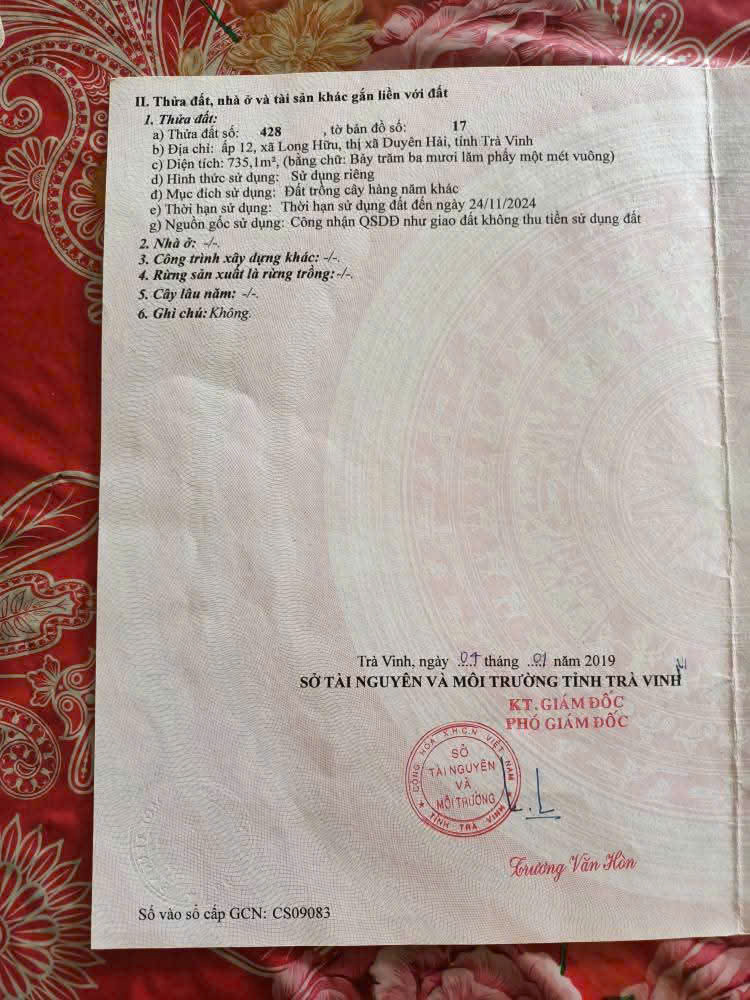 II. Thửa đất, nhà ở và tài sản khác gắn liền với đất
1. Thửa đất:
a) Thửa đất số: 428 , tờ bản đồ số: 17
b) Địa chỉ: ấp 12, xã Long Hữu, thị xã Duyên Hải, tỉnh Trà Vinh
c) Diện tích: 735,1m², (bằng chữ: Bảy trăm ba mươi lăm phẩy một mét vuông)
d) Hình thức sử dụng: Sử dụng riêng
đ) Mục đích sử dụng: Đất trồng cây hàng năm khác
e) Thời hạn sử dụng: Thời hạn sử dụng đất đến ngày 24/11/2024
g) Nguồn gốc sử dụng: Công nhận QSDĐ như giao đất không thu tiền sử dụng đất
2. Nhà ở: -/-.
3. Công trình xây dựng khác: -/-.
4. Rừng sản xuất là rừng trồng: -/-.
5. Cây lâu năm: -/-.
6. Ghi chú: Không.
Trà Vinh, ngày tháng 01 năm 2019
SỞ TÀI NGUYÊN VÀ MÔI TRƯỜNG TỈNH TRÀ VINH
KT. GIÁM ĐỐC
PHÓ GIÁM ĐỐC
CỘNG HÒA X.H.C.N VIỆT NAM
SỞ
TÀI NGUYÊN
VÀ
MÔI TRƯỜNG
TỈNH TRÀ VINH
Trương Văn Hòn
Số vào sổ cấp GCN: CS09083